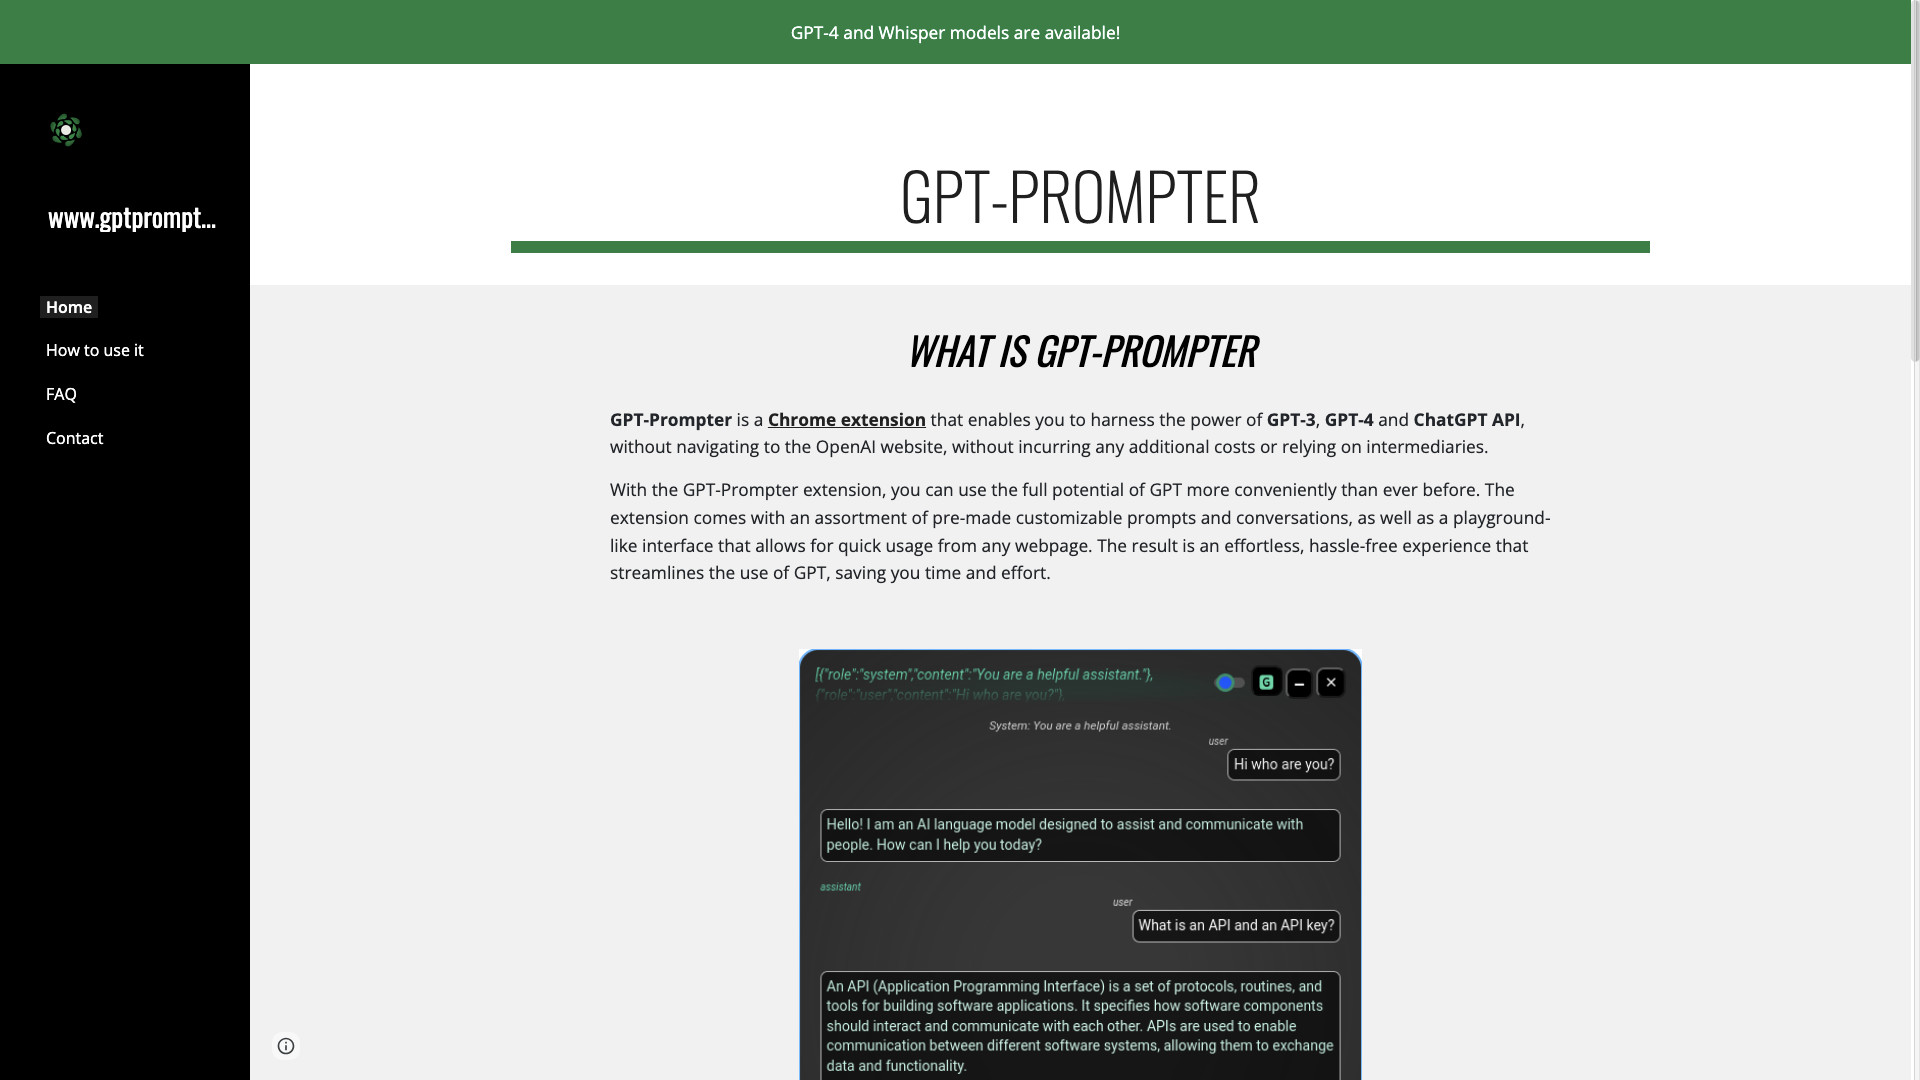 GPT-4 and Whisper models are available!
www.gptprompt...
Home
How to use it
FAQ
Contact
GPT-PROMPTER
WHAT IS GPT-PROMPTER
GPT-Prompter is a Chrome extension that enables you to harness the power of GPT-3, GPT-4 and ChatGPT API,
without navigating to the OpenAI website, without incurring any additional costs or relying on intermediaries.
With the GPT-Prompter extension, you can use the full potential of GPT more conveniently than ever before. The
extension comes with an assortment of pre-made customizable prompts and conversations, as well as a playground-
like interface that allows for quick usage from any webpage. The result is an effortless, hassle-free experience that
streamlines the use of GPT, saving you time and effort.
[{"role":"system","content":"You are a helpful assistant."},
{"role":"user","content":"Hi who are you?"},
G
System: You are a helpful assistant.
user
Hi who are you?
Hello! I am an AI language model designed to assist and communicate with
people. How can I help you today?
assistant
user
What is an API and an API key?
An API (Application Programming Interface) is a set of protocols, routines, and
tools for building software applications. It specifies how software components
should interact and communicate with each other. APIs are used to enable
communication between different software systems, allowing them to exchange
data and functionality.